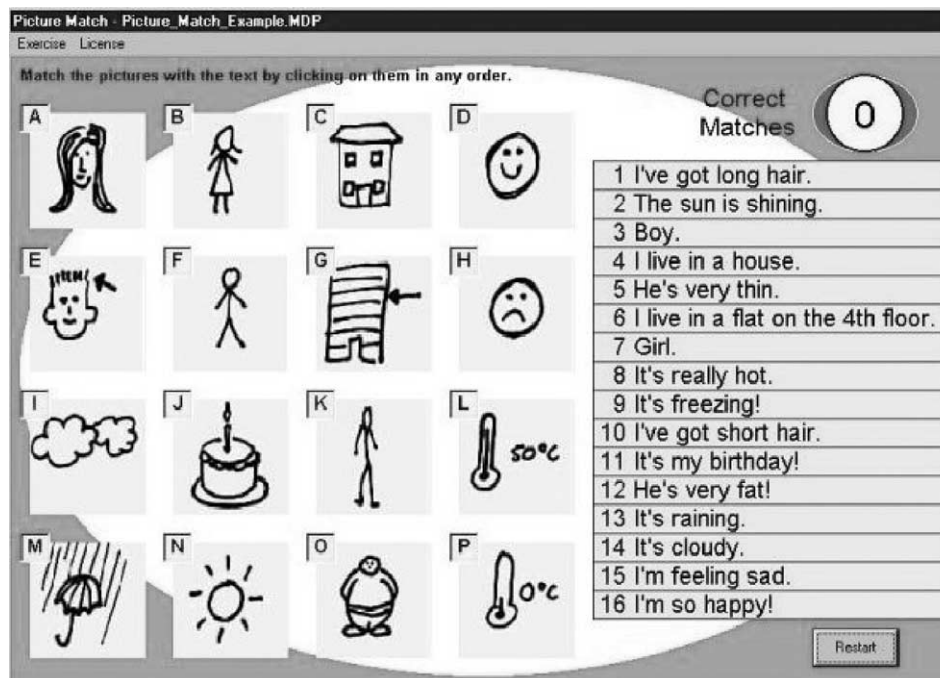 Picture Match - Picture_Match_Example.MDP
Exercise License
Match the pictures with the text by clicking on them in any order.
Correct
Matches
0
A
B
C
D
E
F
G
H
I
J
K
L
50°C
M
N
O
P
0°C
1 I've got long hair.
2 The sun is shining.
3 Boy.
4 I live in a house.
5 He's very thin.
6 I live in a flat on the 4th floor.
7 Girl.
8 It's really hot.
9 It's freezing!
10 I've got short hair.
11 It's my birthday!
12 He's very fat!
13 It's raining.
14 It's cloudy.
15 I'm feeling sad.
16 I'm so happy!
Restart